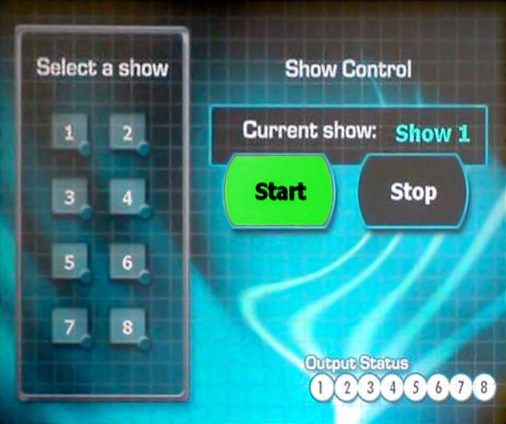 Select a show
1 2
3 4
5 6
7 8
Show Control
Current show: Show 1
Start Stop
Output Status
1 2 3 4 5 6 7 8